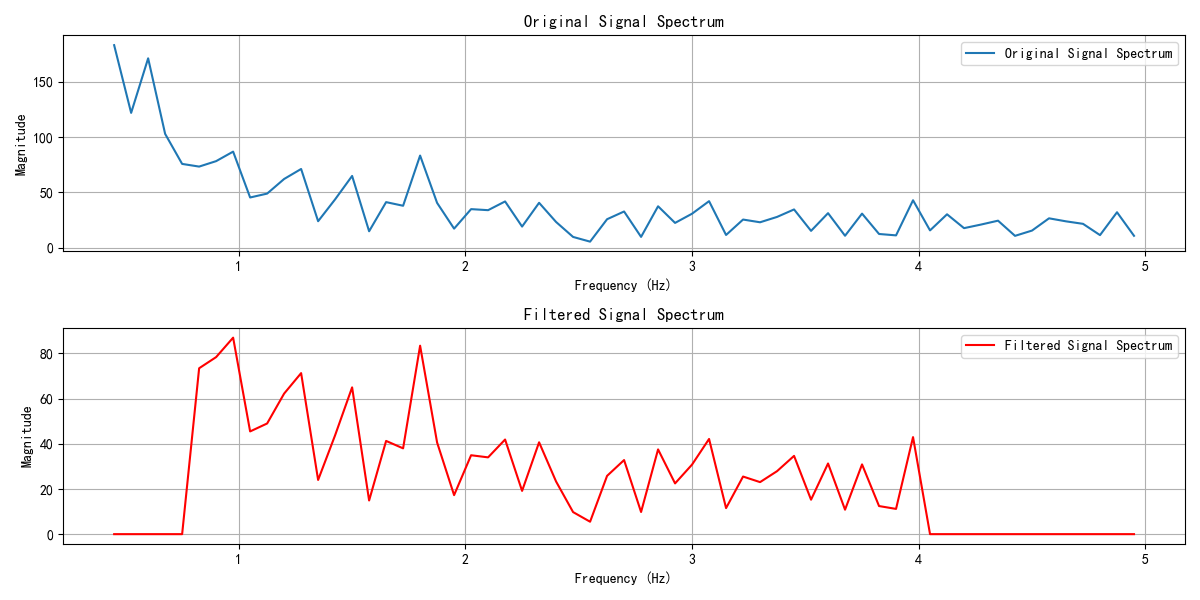 Original Signal Spectrum
Original Signal Spectrum
Magnitude
150
100
50
0
1 2 3 4 5
Frequency (Hz)
Filtered Signal Spectrum
Filtered Signal Spectrum
Magnitude
80
60
40
20
0
1 2 3 4 5
Frequency (Hz)